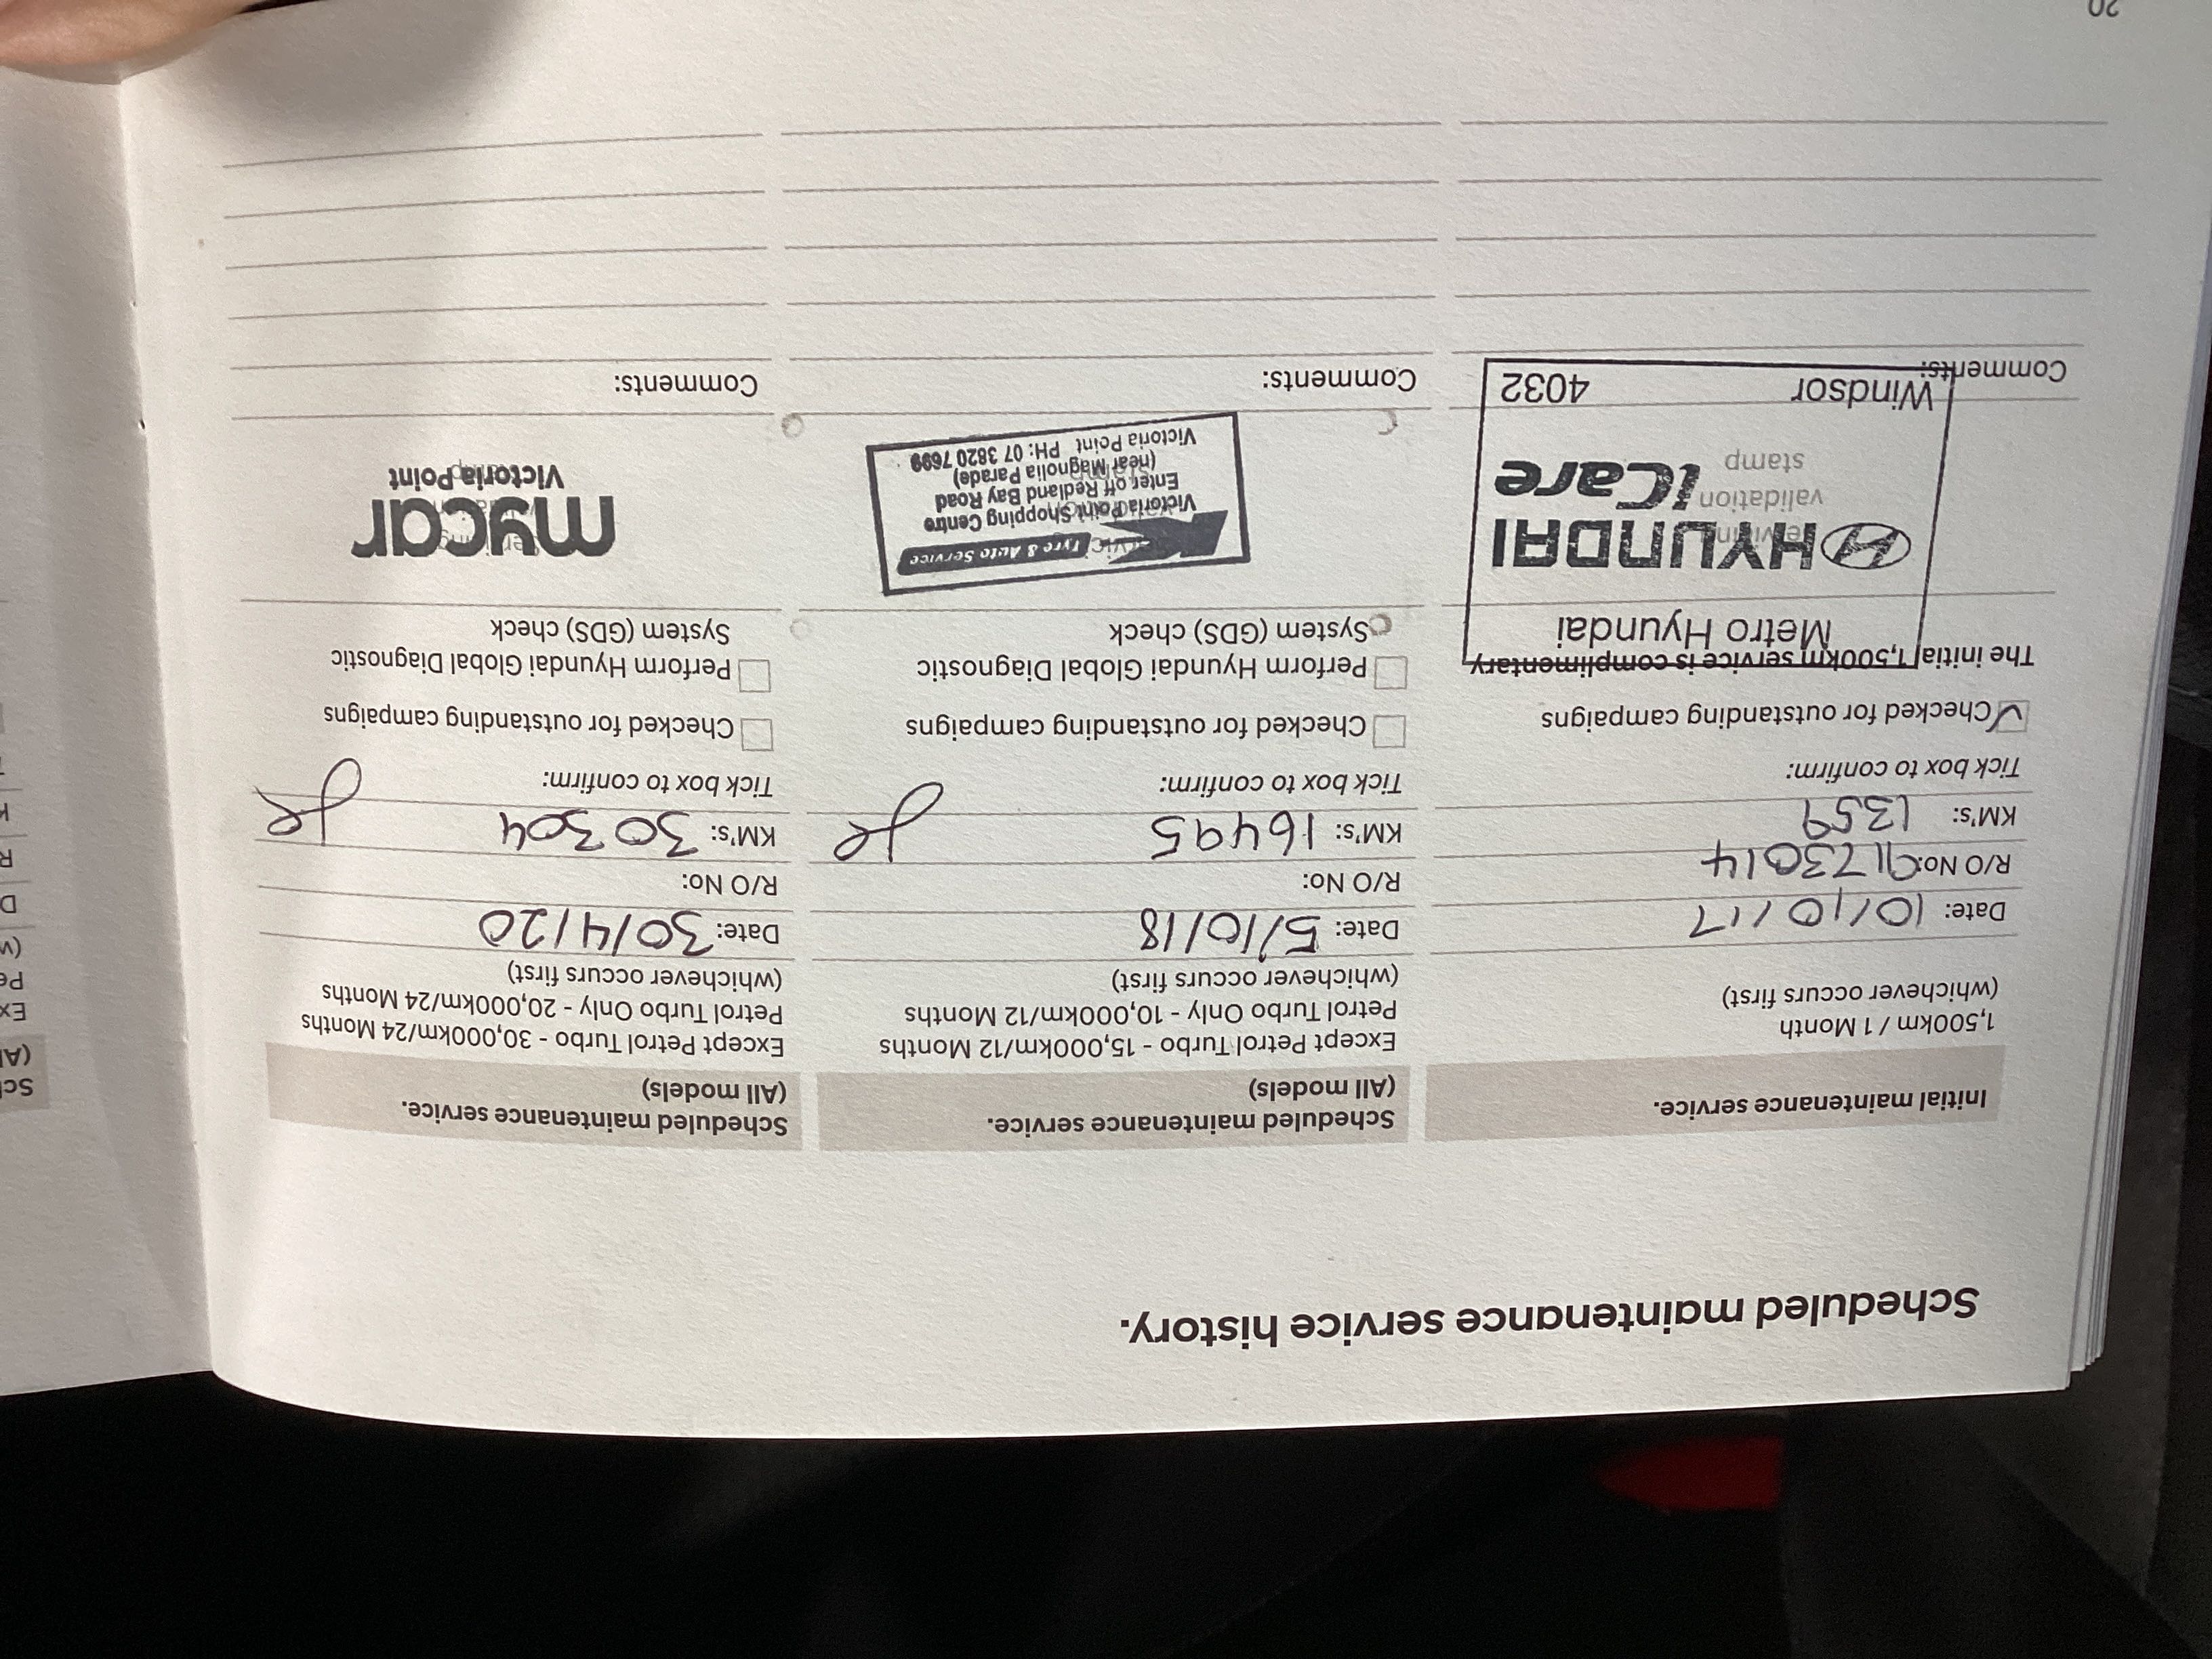 Scheduled maintenance service history.
Initial maintenance service.
1,500km / 1 Month
(whichever occurs first)
Date: 10/10/17
R/O No: 9173014
KM's: 1359
Tick box to confirm:
Checked for outstanding campaigns
The initial 1,500km service is complimentary
Metro Hyundai
HYUNDAI
iCare
validation
stamp
Windsor 4032
Comments:
Scheduled maintenance service.
(All models)
Except Petrol Turbo - 15,000km/12 Months
Petrol Turbo Only - 10,000km/12 Months
(whichever occurs first)
Date: 5/10/18
R/O No:
KM's: 16495
Tick box to confirm:
Checked for outstanding campaigns
Perform Hyundai Global Diagnostic
System (GDS) check
Tyre & Auto Service
Victoria Point Shopping Centre
Enter off Redland Bay Road
(near Magnolia Parade)
Victoria Point PH: 07 3820 7699
Comments:
Scheduled maintenance service.
(All models)
Except Petrol Turbo - 30,000km/24 Months
Petrol Turbo Only - 20,000km/24 Months
(whichever occurs first)
Date: 30/4/20
R/O No:
KM's: 30304
Tick box to confirm:
Checked for outstanding campaigns
Perform Hyundai Global Diagnostic
System (GDS) check
mycar
Victoria Point
Comments:
20